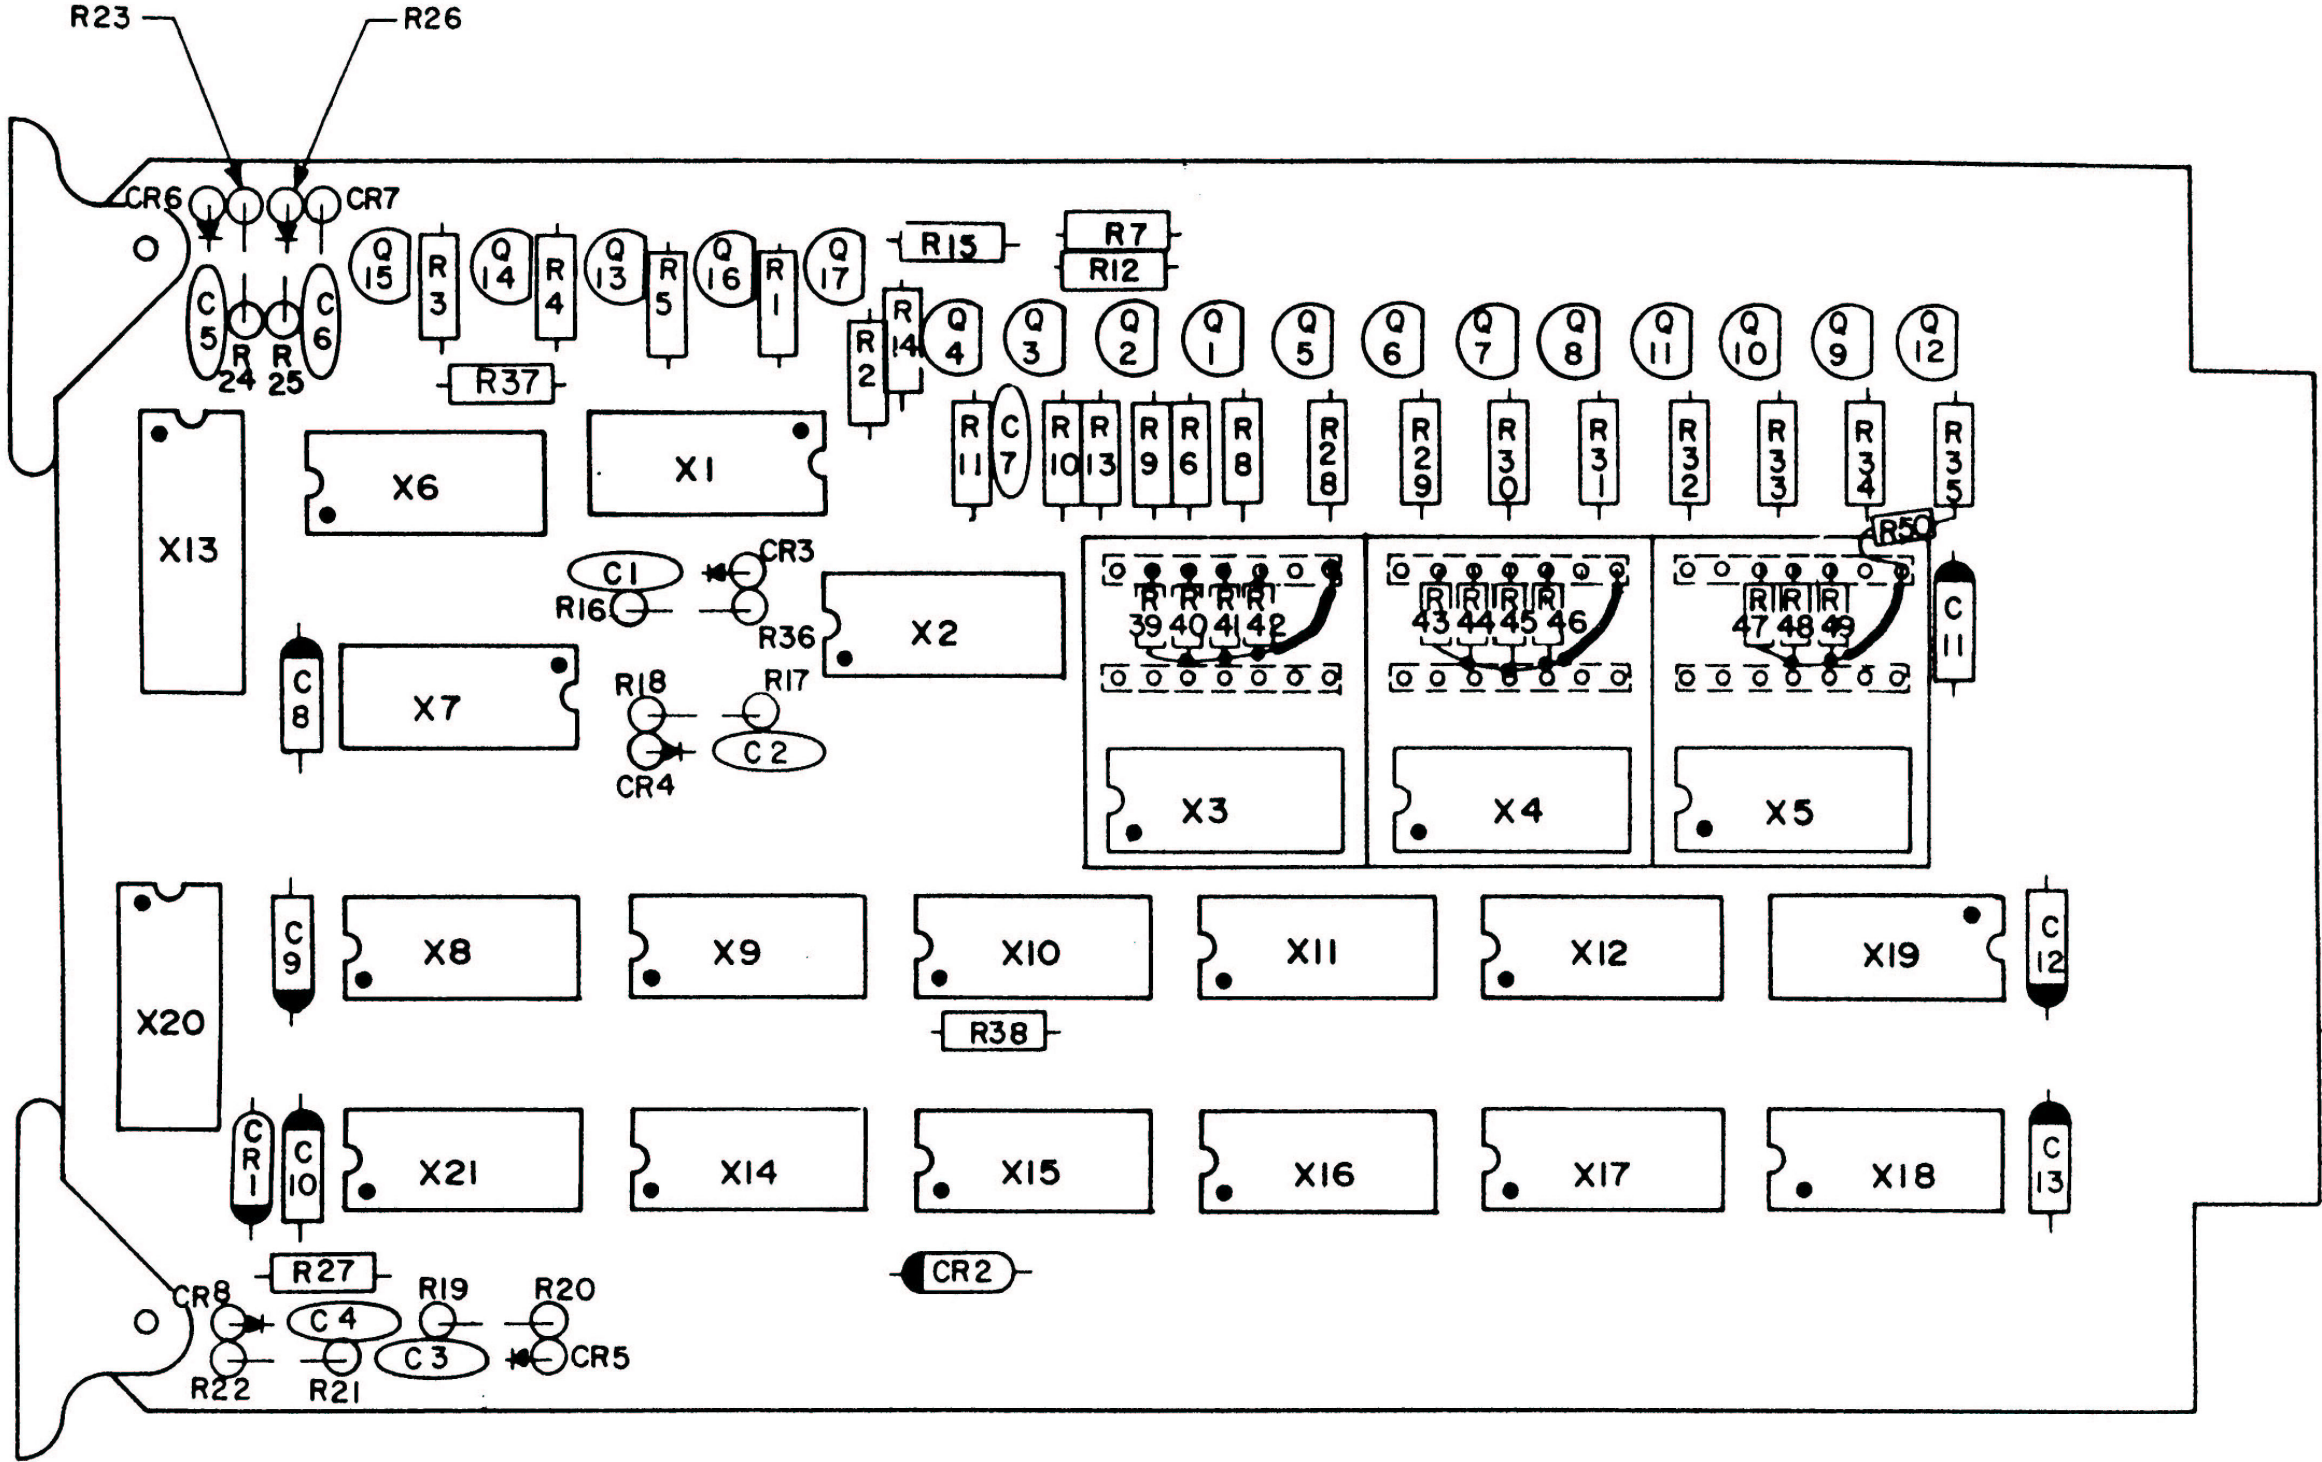 R23 R26
CR6 CR7
Q15 R3 Q14 R4 Q13 R5 Q16 R1 Q17 R15 R7
R12
C5 R24 R25 C6 R37 R2 R14 Q4 Q3 Q2 Q1 Q5 Q6 Q7 Q8 Q11 Q10 Q9 Q12
R11 C7 R10 R13 R9 R6 R8 R28 R29 R30 R31 R32 R33 R34 R35
X13 X6 X1
R50
C1 CR3
R16 R36 X2
R39 R40 R41 R42 R43 R44 R45 R46 R47 R48 R49 C11
C8 X7 R18 R17
C2
CR4
X3 X4 X5
C9 X8 X9 X10 X11 X12 X19 C12
X20 R38
CR1 C10 X21 X14 X15 X16 X17 X18 C13
R27 CR2
CR8 C4 R19 R20
C3 CR5
R22 R21